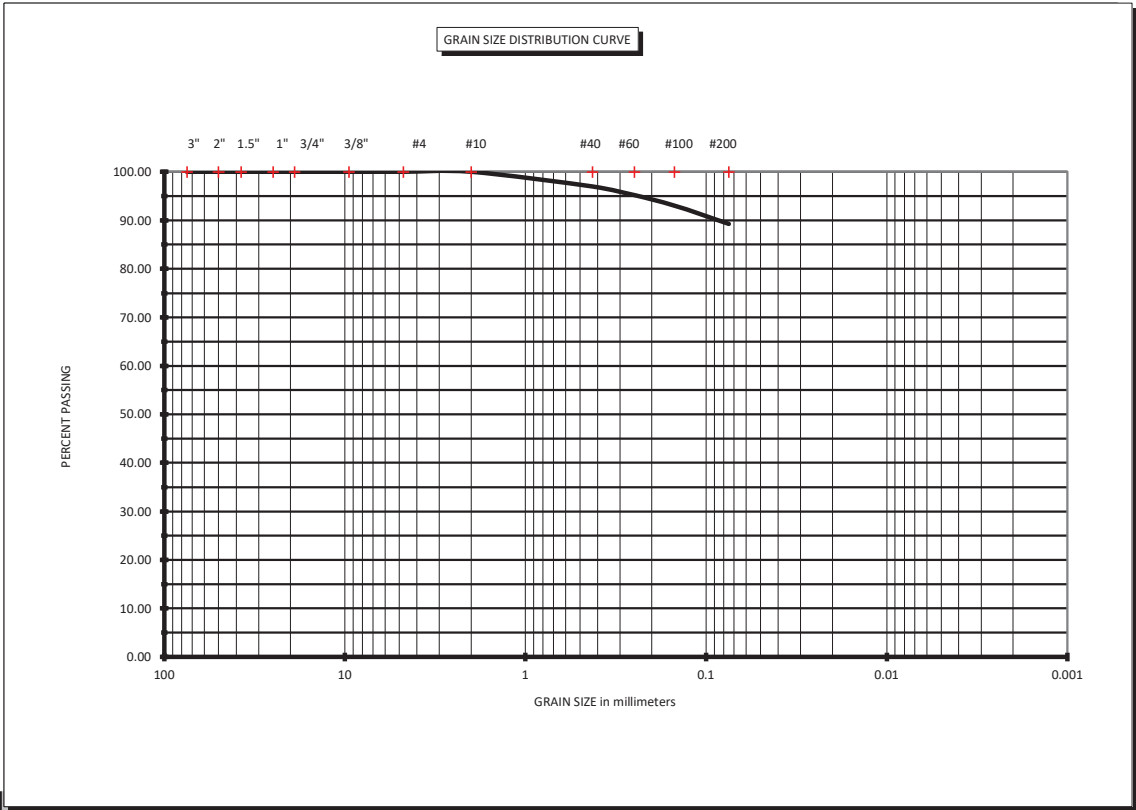 GRAIN SIZE DISTRIBUTION CURVE
3" 2" 1.5" 1" 3/4" 3/8" #4 #10 #40 #60 #100 #200
100.00
90.00
80.00
70.00
60.00
50.00
40.00
30.00
20.00
10.00
0.00
PERCENT PASSING
100 10 1 0.1 0.01 0.001
GRAIN SIZE in millimeters